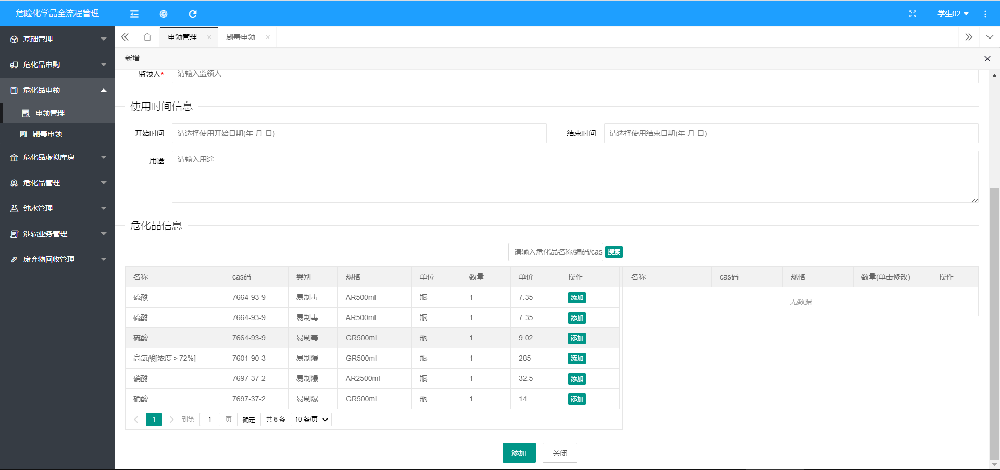 危险化学品全流程管理
学生02
基础管理
危化品申购
危化品申领
申领管理
剧毒申领
危化品虚拟库房
危化品管理
纯水管理
涉辐业务管理
废弃物回收管理
申领管理 剧毒申领
新增
监领人* 请输入监领人
使用时间信息
开始时间 请选择使用开始日期(年-月-日) 结束时间 请选择使用结束日期(年-月-日)
用途 请输入用途
危化品信息
请输入危化品名称/编码/cas 搜索
名称 cas码 类别 规格 单位 数量 单价 操作
硫酸 7664-93-9 易制毒 AR500ml 瓶 1 7.35 添加
硫酸 7664-93-9 易制毒 AR500ml 瓶 1 7.35 添加
硫酸 7664-93-9 易制毒 GR500ml 瓶 1 9.02 添加
高氯酸[浓度＞72%] 7601-90-3 易制爆 GR500ml 瓶 1 285 添加
硝酸 7697-37-2 易制爆 AR2500ml 瓶 1 32.5 添加
硝酸 7697-37-2 易制爆 GR500ml 瓶 1 14 添加
1 到第 1 页 确定 共 6 条 10 条/页
名称 cas码 规格 数量(单击修改) 操作
无数据
添加 关闭